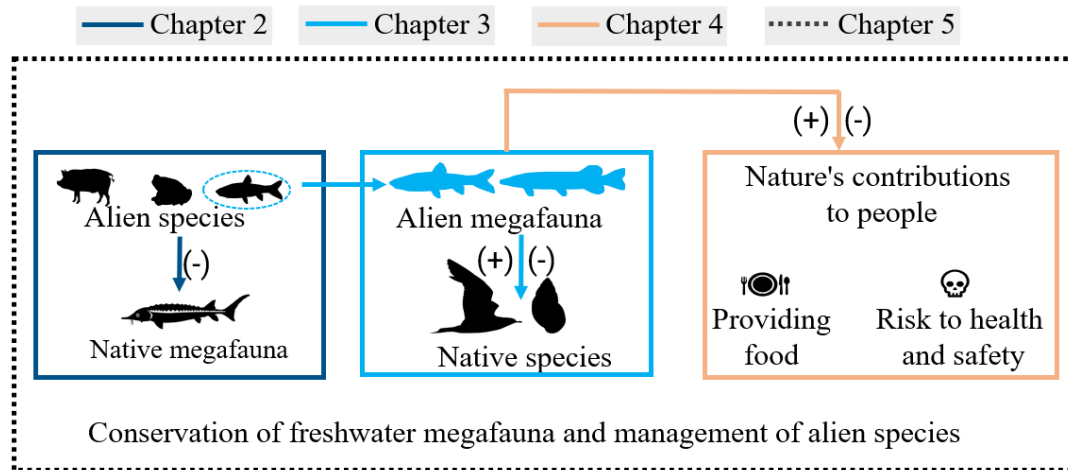 Chapter 2
Chapter 3
Chapter 4
Chapter 5
(+)
(-)
Alien species
(-)
Native megafauna
Alien megafauna
(+)
(-)
Native species
Nature's contributions
to people
Providing
food
Risk to health
and safety
Conservation of freshwater megafauna and management of alien species